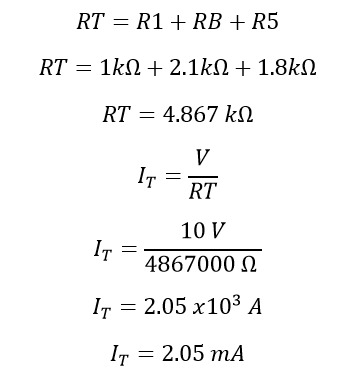 RT = R1 + RB + R5
RT = 1kΩ + 2.1kΩ + 1.8kΩ
RT = 4.867 kΩ
I_T = V / RT
I_T = 10 V / 4867000 Ω
I_T = 2.05 x10³ A
I_T = 2.05 mA